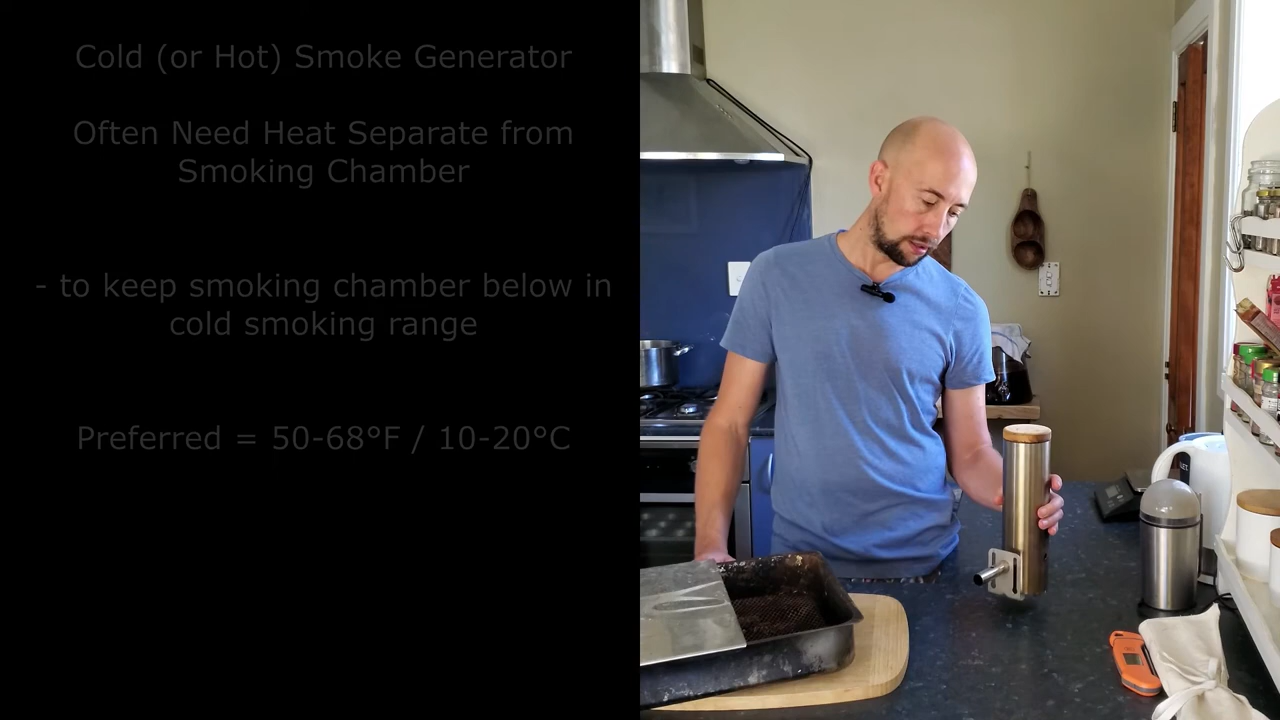 Cold (or Hot) Smoke Generator
Often Need Heat Separate from
Smoking Chamber
- to keep smoking chamber below in
cold smoking range
Preferred = 50-68°F / 10-20°C